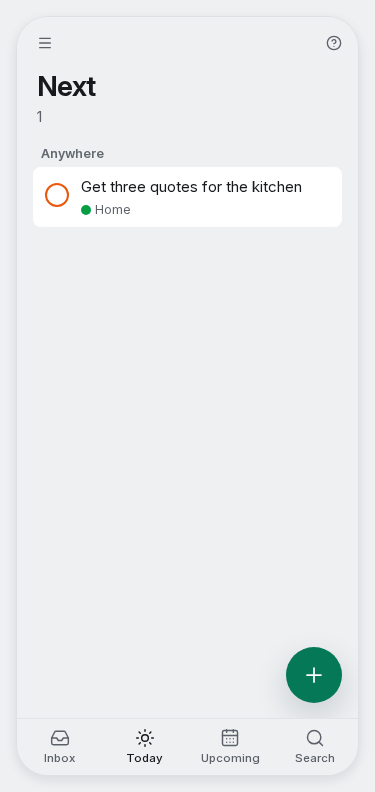 Next
1
Anywhere
Get three quotes for the kitchen
Home
Inbox
Today
Upcoming
Search